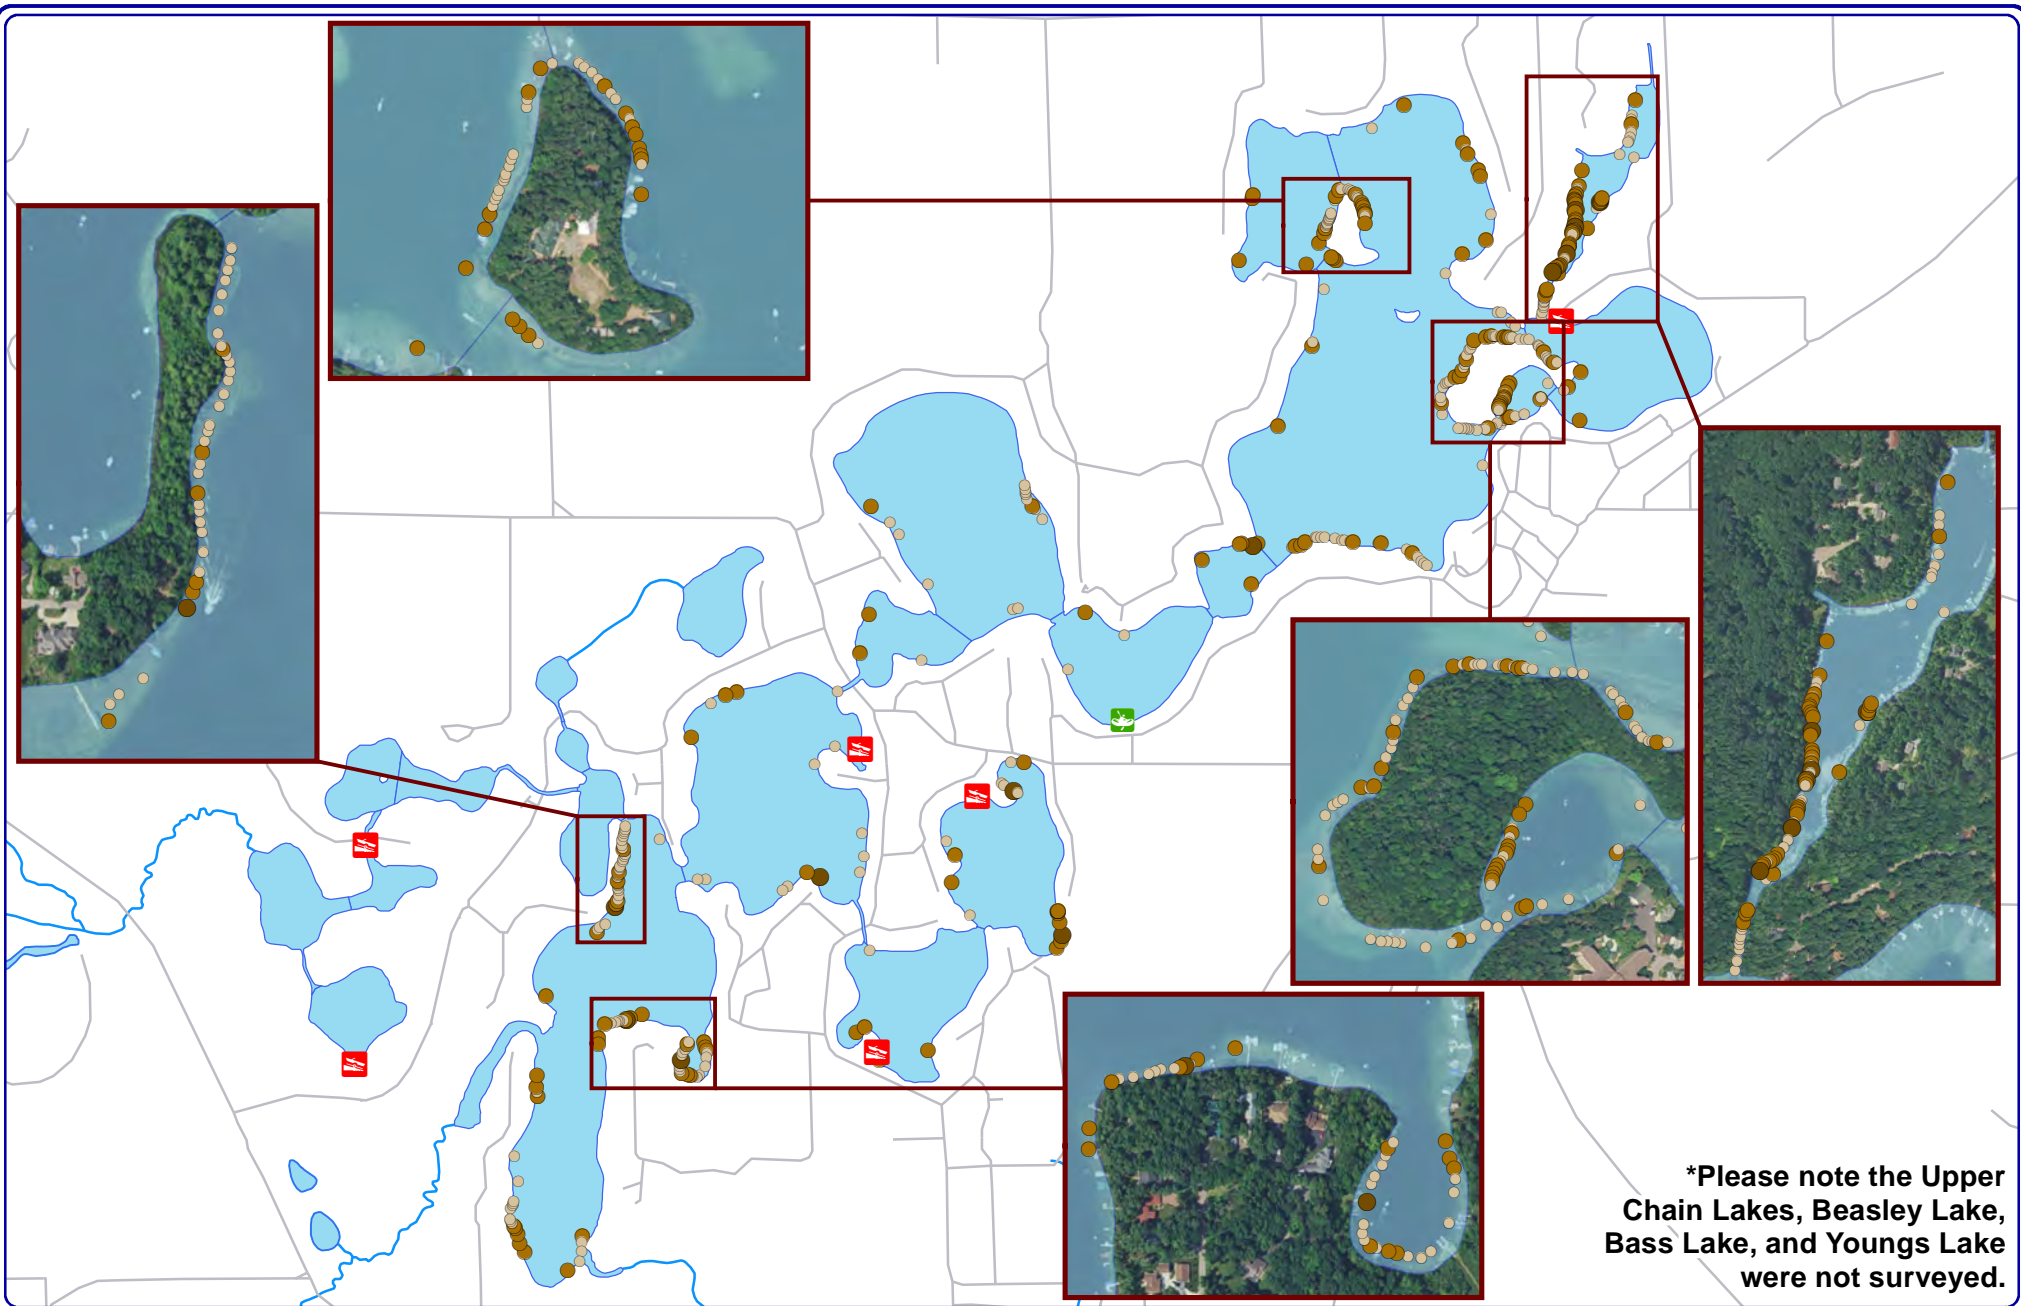 *Please note the Upper
Chain Lakes, Beasley Lake,
Bass Lake, and Youngs Lake
were not surveyed.